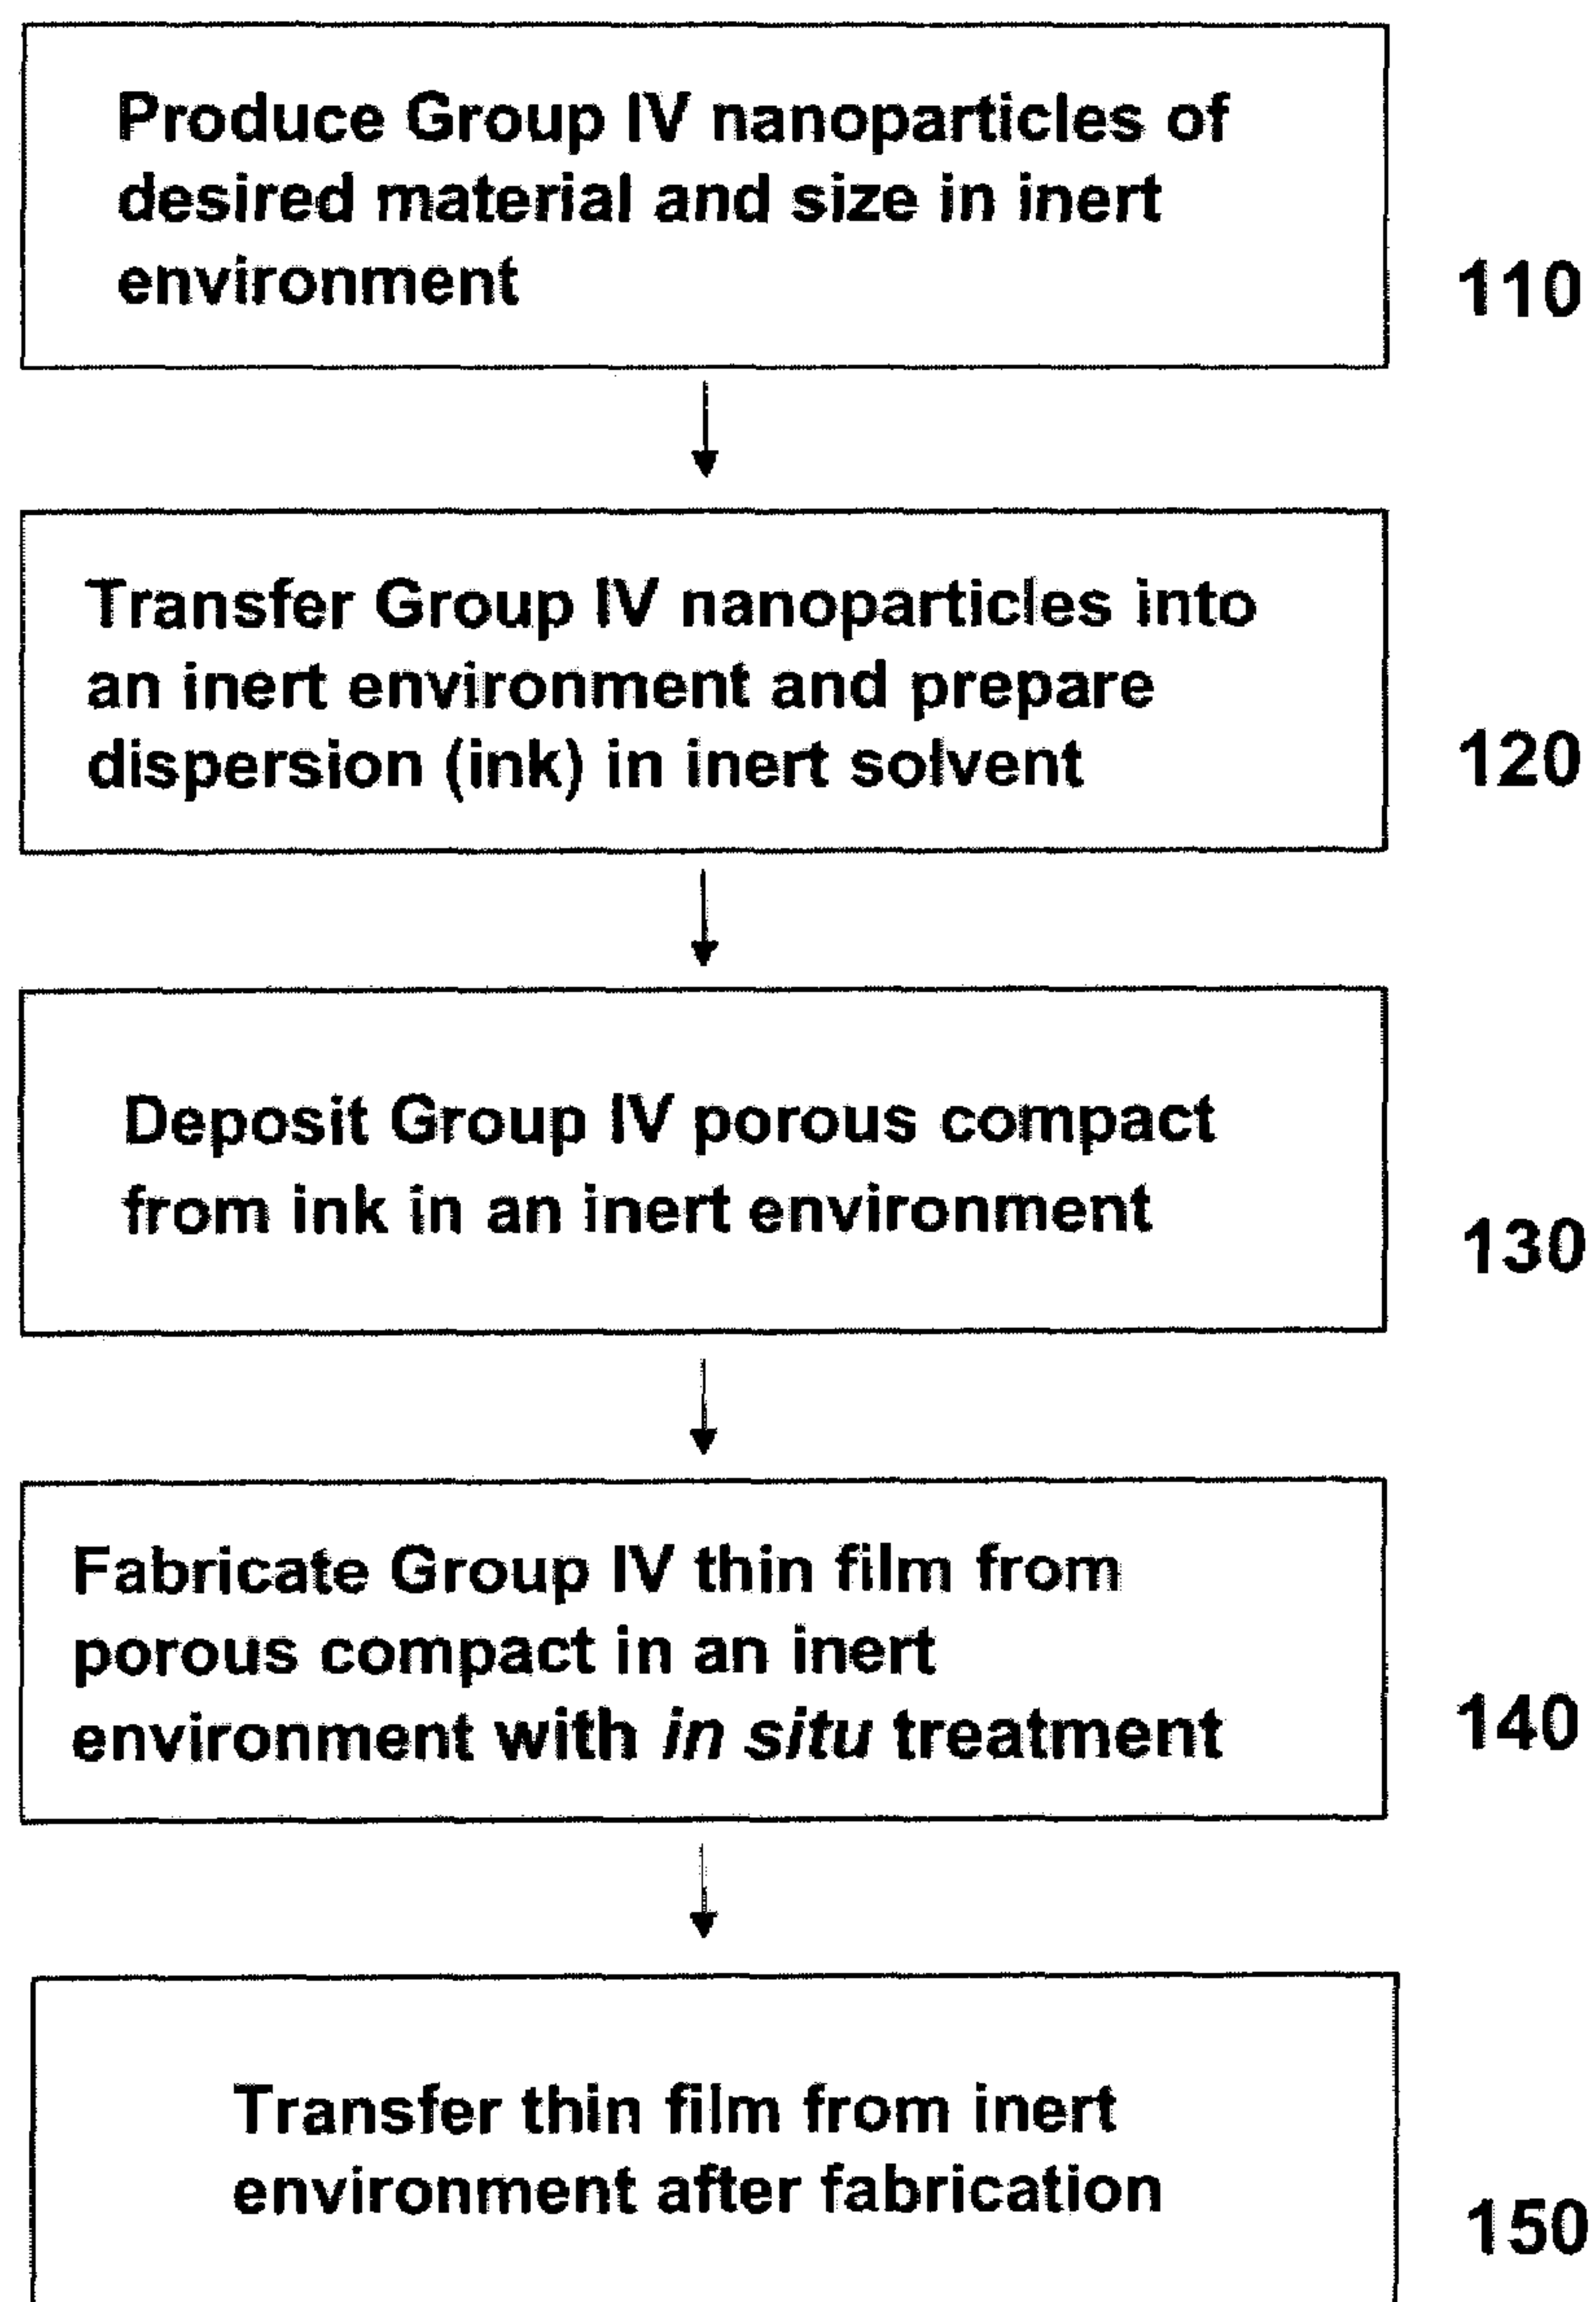 Produce Group IV nanoparticles of
desired material and size in inert
environment
110
Transfer Group IV nanoparticles into
an inert environment and prepare
dispersion (ink) in inert solvent
120
Deposit Group IV porous compact
from ink in an inert environment
130
Fabricate Group IV thin film from
porous compact in an inert
environment with in situ treatment
140
Transfer thin film from inert
environment after fabrication
150